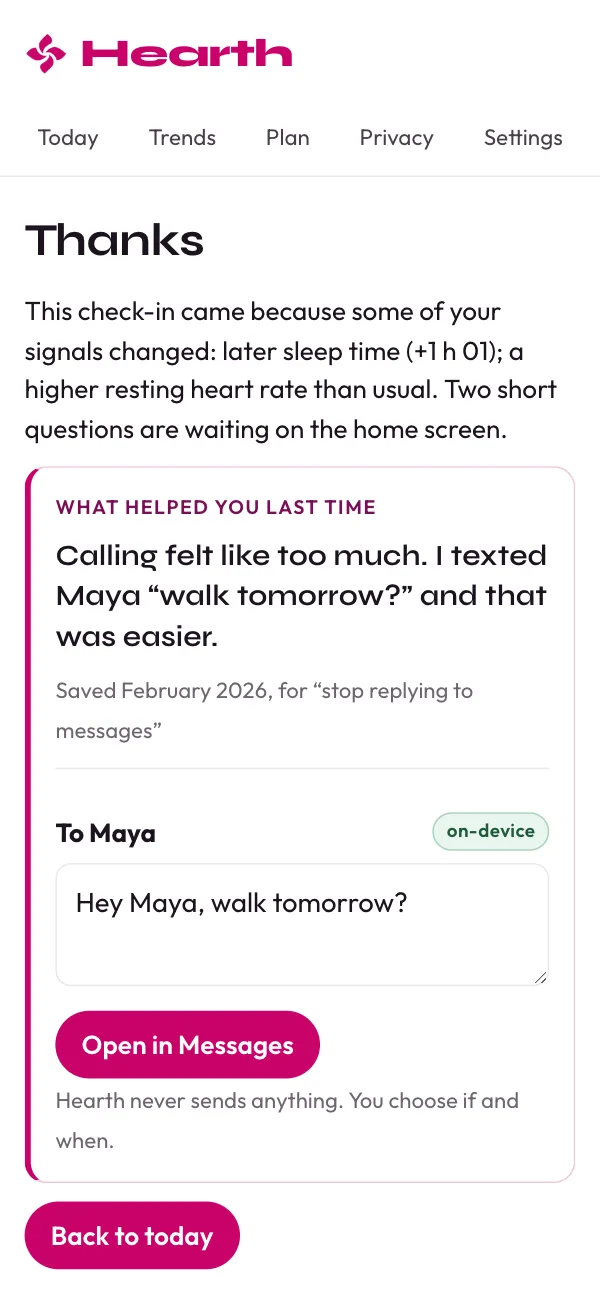 Hearth
Today Trends Plan Privacy Settings
Thanks
This check-in came because some of your
signals changed: later sleep time (+1 h 01); a
higher resting heart rate than usual. Two short
questions are waiting on the home screen.
WHAT HELPED YOU LAST TIME
Calling felt like too much. I texted
Maya “walk tomorrow?” and that
was easier.
Saved February 2026, for “stop replying to
messages”
To Maya on-device
Hey Maya, walk tomorrow?
Open in Messages
Hearth never sends anything. You choose if and
when.
Back to today